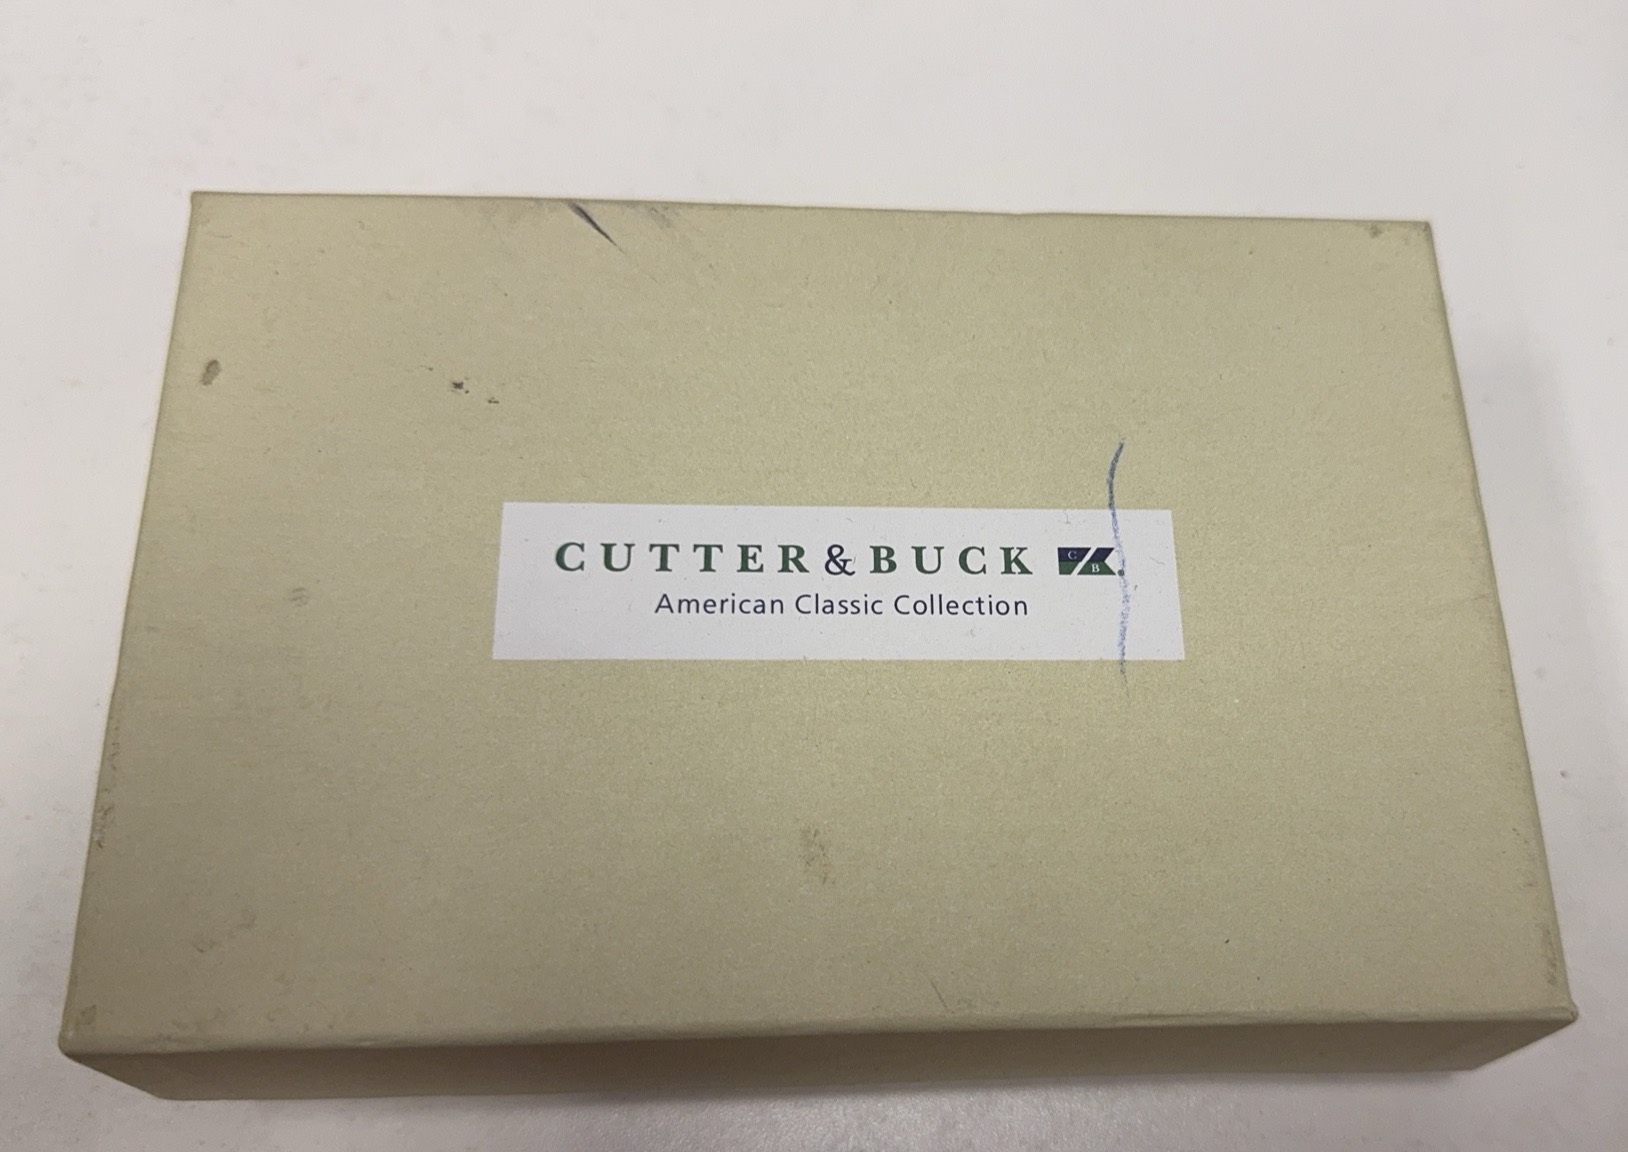 CUTTER & BUCK C B
American Classic Collection